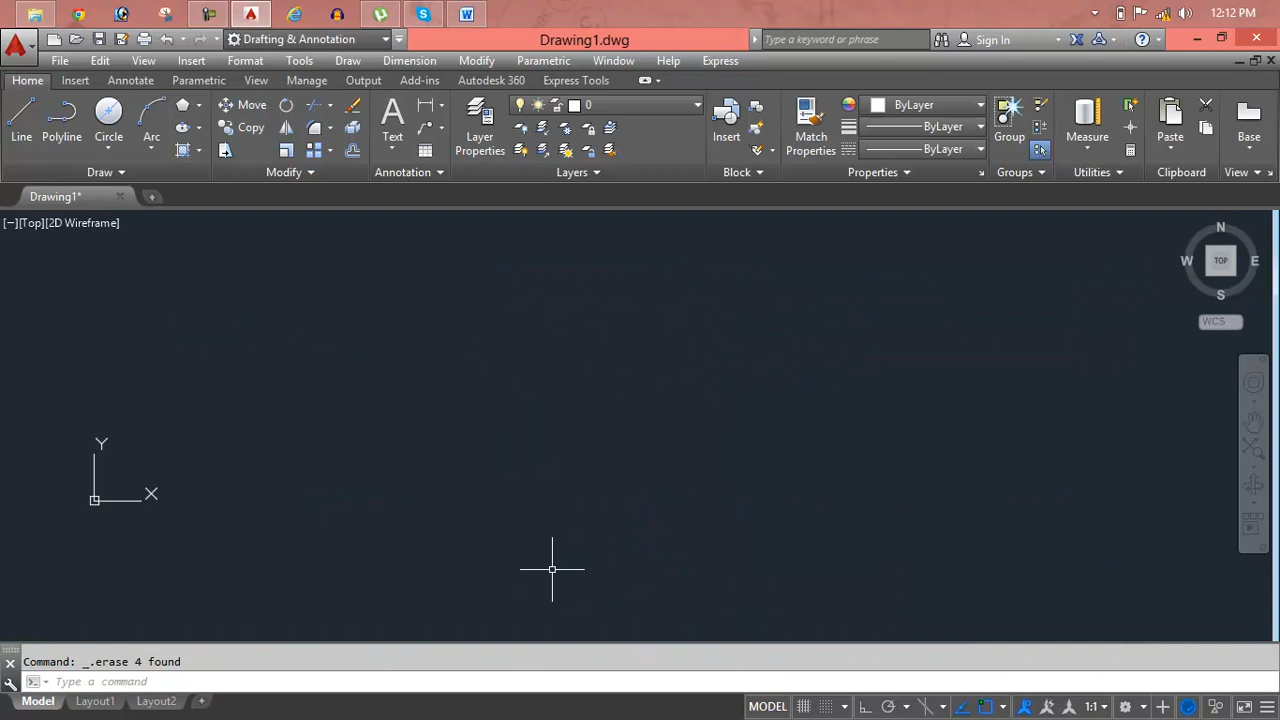 12:12 PM
Drafting & Annotation
Drawing1.dwg
Type a keyword or phrase
Sign In
File Edit View Insert Format Tools Draw Dimension Modify Parametric Window Help Express
Home Insert Annotate Parametric View Manage Output Add-ins Autodesk 360 Express Tools
Move
0
ByLayer
Copy
ByLayer
Line Polyline Circle Arc
Text
Layer
Properties
Insert
Match
Properties
ByLayer
Group
Measure
Paste
Base
Draw
Modify
Annotation
Layers
Block
Properties
Groups
Utilities
Clipboard
View
Drawing1*
[−][Top][2D Wireframe]
N
W
TOP
E
S
WCS
Y
X
Command: _.erase 4 found
Type a command
Model Layout1 Layout2
MODEL
1:1